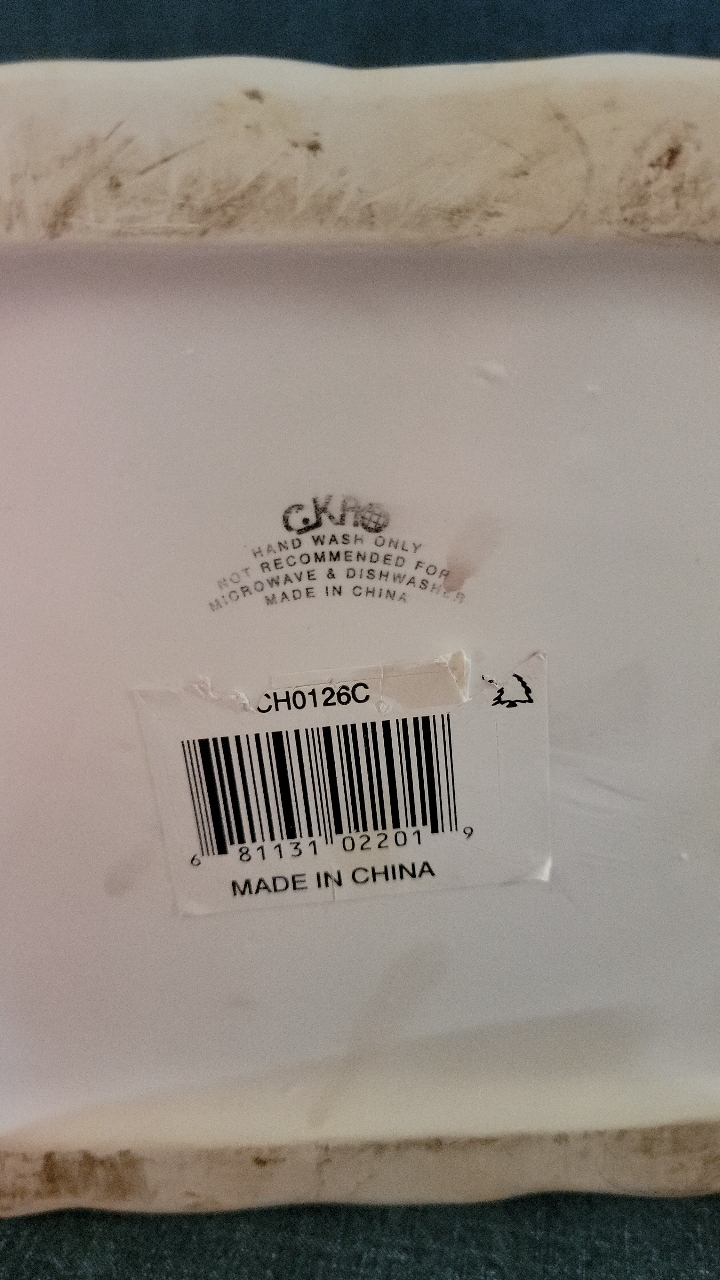 CKRO
HAND WASH ONLY
NOT RECOMMENDED FOR
MICROWAVE & DISHWASHER
MADE IN CHINA
CH0126C
6 81131 02201 9
MADE IN CHINA